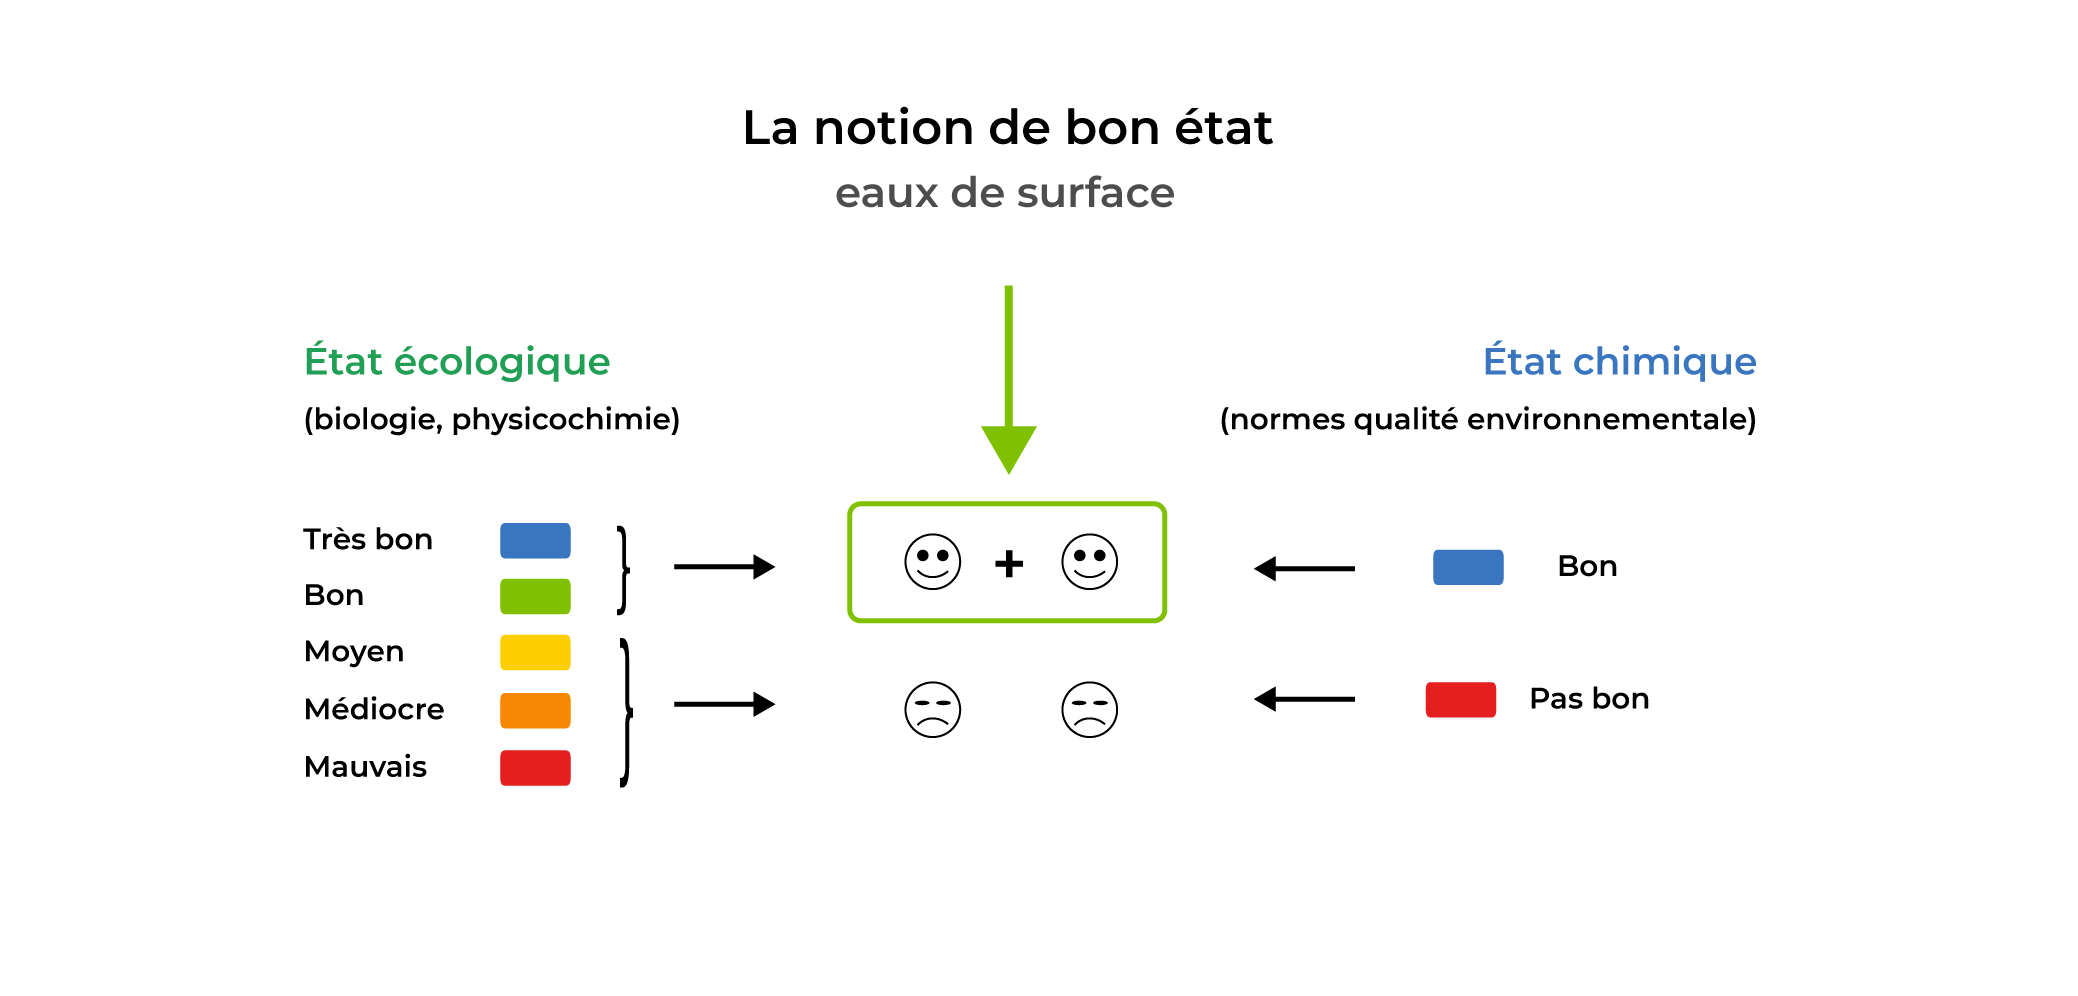 La notion de bon état
eaux de surface
État écologique
(biologie, physicochimie)
Très bon
Bon
Moyen
Médiocre
Mauvais
+
État chimique
(normes qualité environnementale)
Bon
Pas bon